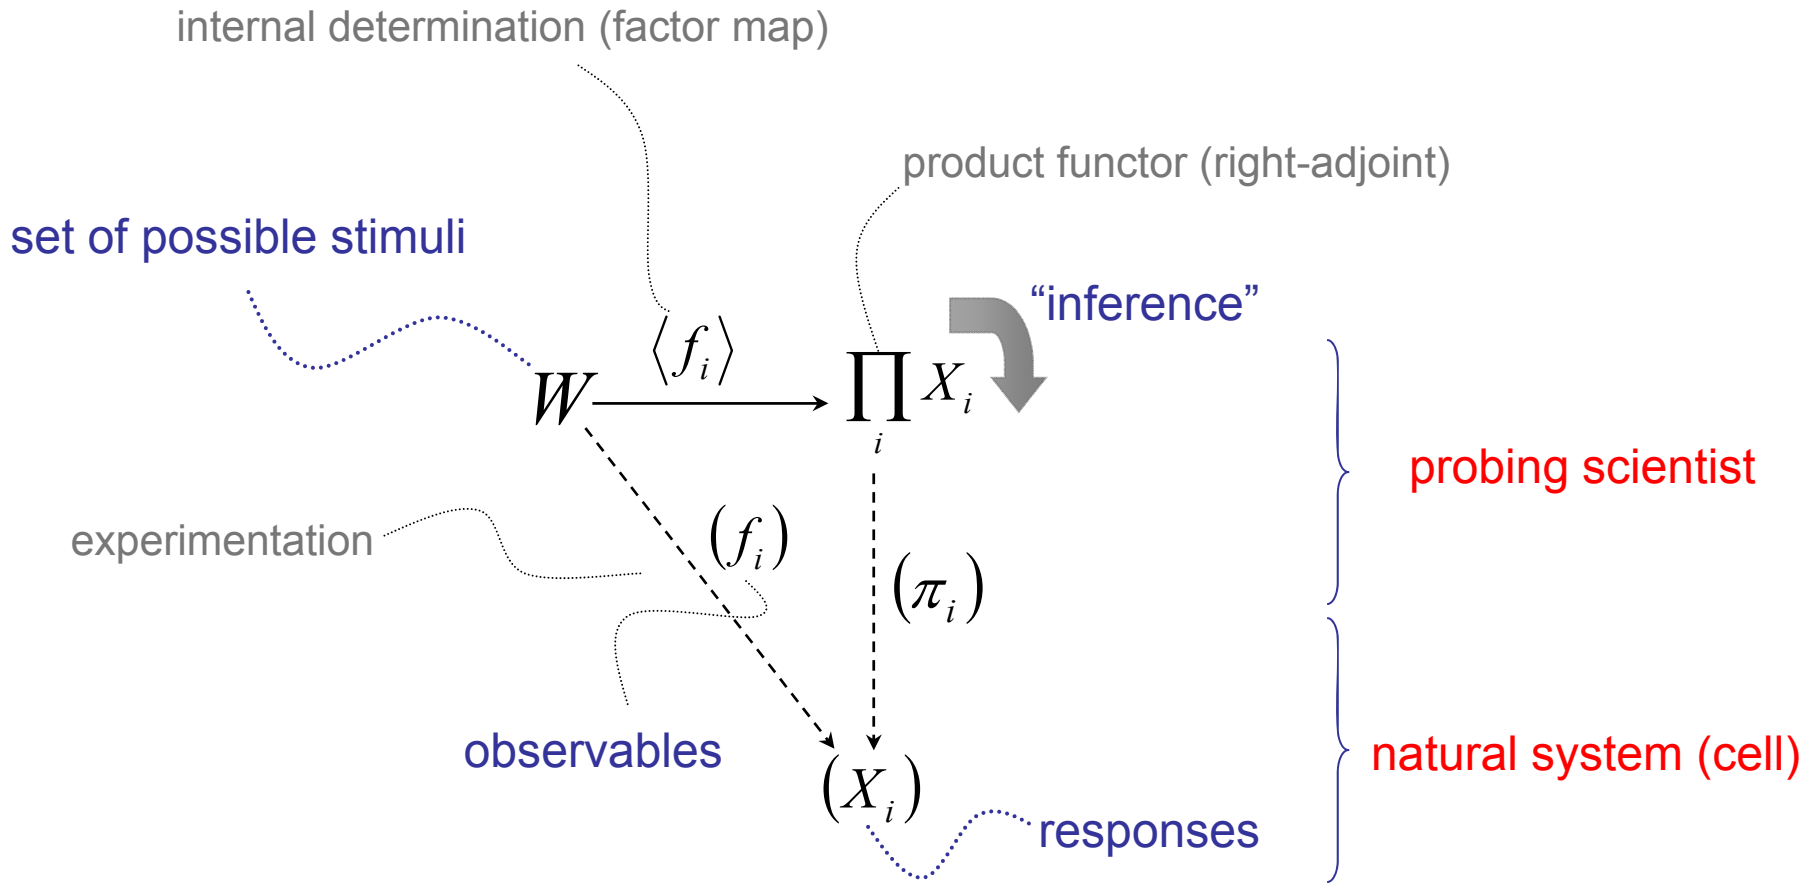 internal determination (factor map)
product functor (right-adjoint)
set of possible stimuli
“inference”
⟨f_i⟩
W
∏_i X_i
probing scientist
experimentation
(f_i)
(π_i)
observables
natural system (cell)
(X_i)
responses